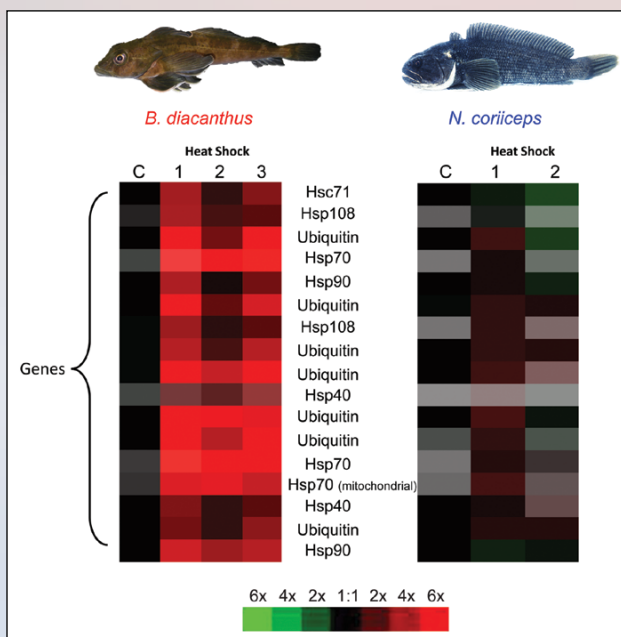 B. diacanthus
N. coriiceps
Heat Shock
C 1 2 3
Heat Shock
C 1 2
Genes
Hsc71
Hsp108
Ubiquitin
Hsp70
Hsp90
Ubiquitin
Hsp108
Ubiquitin
Ubiquitin
Hsp40
Ubiquitin
Ubiquitin
Hsp70
Hsp70 (mitochondrial)
Hsp40
Ubiquitin
Hsp90
6x 4x 2x 1:1 2x 4x 6x